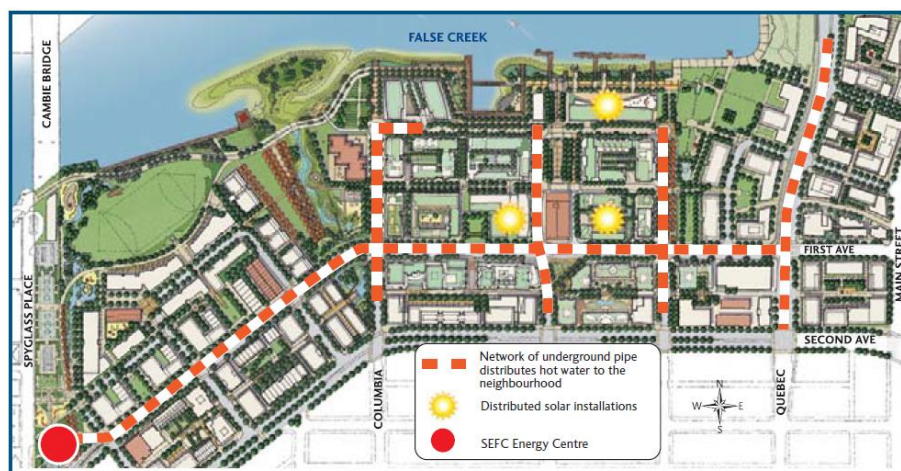 FALSE CREEK
CAMBIE BRIDGE
SPYGLASS PLACE
FIRST AVE
MAIN STREET
SECOND AVE
COLUMBIA
QUEBEC
Network of underground pipe
distributes hot water to the
neighbourhood
Distributed solar installations
SEFC Energy Centre
N
W E
S